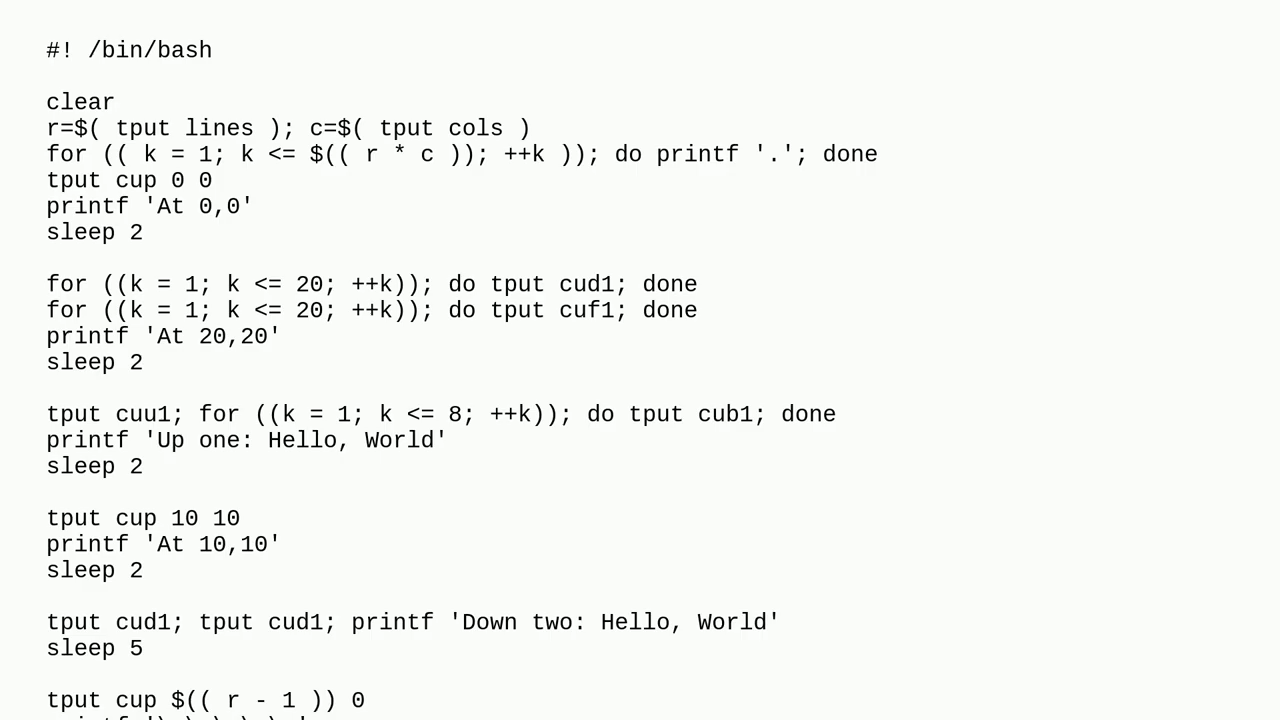 #! /bin/bash

clear
r=$( tput lines ); c=$( tput cols )
for (( k = 1; k <= $(( r * c )); ++k )); do printf '.'; done
tput cup 0 0
printf 'At 0,0'
sleep 2

for ((k = 1; k <= 20; ++k)); do tput cud1; done
for ((k = 1; k <= 20; ++k)); do tput cuf1; done
printf 'At 20,20'
sleep 2

tput cuu1; for ((k = 1; k <= 8; ++k)); do tput cub1; done
printf 'Up one: Hello, World'
sleep 2

tput cup 10 10
printf 'At 10,10'
sleep 2

tput cud1; tput cud1; printf 'Down two: Hello, World'
sleep 5

tput cup $(( r - 1 )) 0